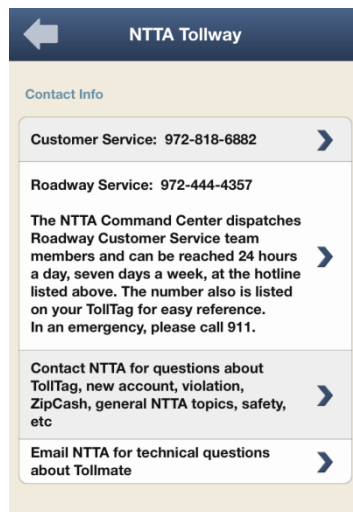 NTTA Tollway
Contact Info
Customer Service:  972-818-6882
Roadway Service:  972-444-4357
The NTTA Command Center dispatches
Roadway Customer Service team
members and can be reached 24 hours
a day, seven days a week, at the hotline
listed above. The number also is listed
on your TollTag for easy reference.
In an emergency, please call 911.
Contact NTTA for questions about
TollTag, new account, violation,
ZipCash, general NTTA topics, safety,
etc
Email NTTA for technical questions
about Tollmate